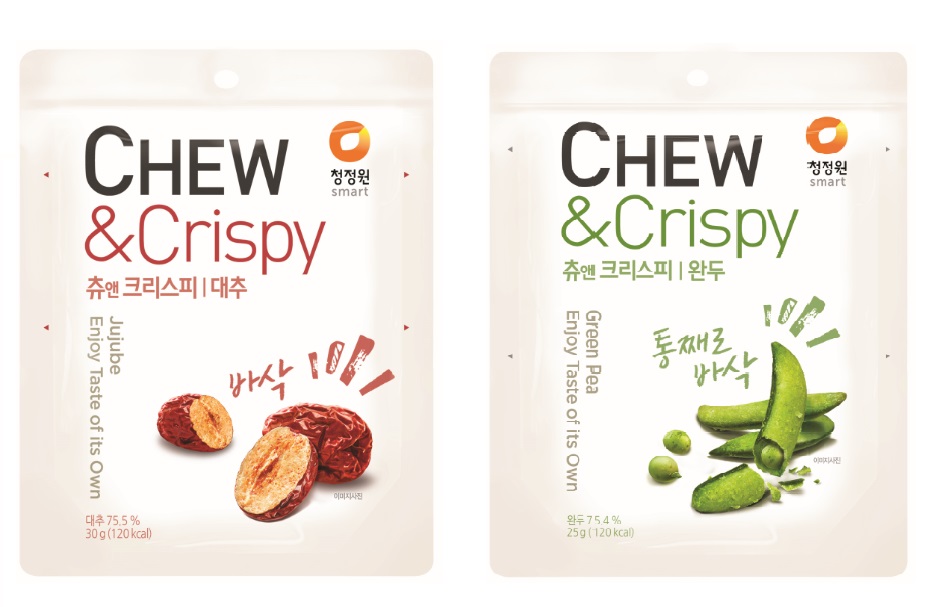 CHEW
&Crispy
청정원
smart
츄앤 크리스피 | 대추
Jujube
Enjoy Taste of its Own
바삭
이미지사진
대추 75.5 %
30 g (120 kcal)
CHEW
&Crispy
청정원
smart
츄앤 크리스피 | 완두
Green Pea
Enjoy Taste of its Own
통째로
바삭
이미지사진
완두 75.4 %
25 g (120 kcal)